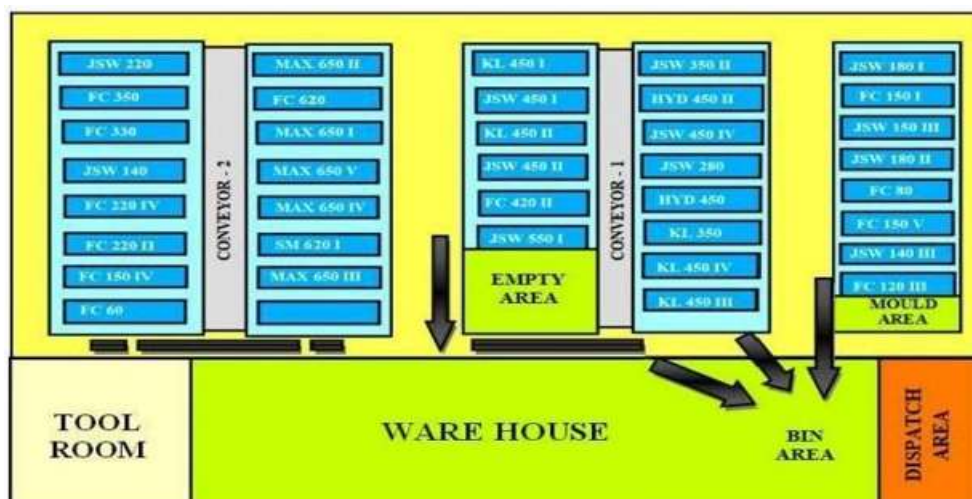 JSW 220
FC 350
FC 330
JSW 140
FC 220 IV
FC 220 II
FC 150 IV
FC 60
CONVEYOR - 2
MAX 650 II
FC 620
MAX 650 I
MAX 650 V
MAX 650 IV
SM 620 I
MAX 650 III
KL 450 I
JSW 450 I
KL 450 II
JSW 450 II
FC 420 II
JSW 550 I
EMPTY
AREA
CONVEYOR - 1
JSW 350 II
HYD 450 II
JSW 450 IV
JSW 280
HYD 450
KL 350
KL 450 IV
KL 450 III
JSW 180 I
FC 150 I
JSW 150 III
JSW 180 II
FC 80
FC 150 V
JSW 140 III
FC 120 III
MOULD
AREA
TOOL
ROOM
WARE HOUSE
BIN
AREA
DISPATCH
AREA